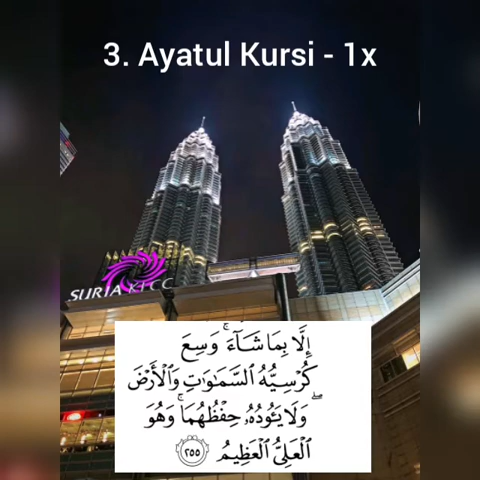 3. Ayatul Kursi - 1x
SURIA KLCC
إِلَّا بِمَا شَآءَ ۚ وَسِعَ
كُرْسِيُّهُ ٱلسَّمَٰوَٰتِ وَٱلْأَرْضَ ۖ
وَلَا يَـُٔودُهُۥ حِفْظُهُمَا ۚ وَهُوَ
ٱلْعَلِىُّ ٱلْعَظِيمُ ٢٥٥